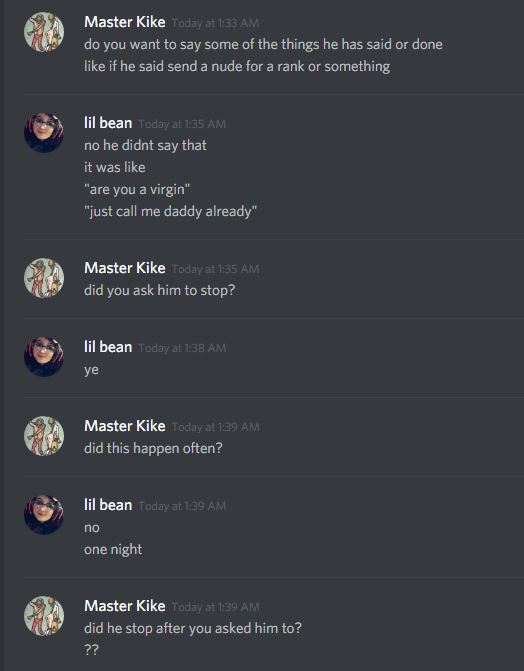 Master Kike Today at 1:33 AM
do you want to say some of the things he has said or done
like if he said send a nude for a rank or something
lil bean Today at 1:35 AM
no he didnt say that
it was like
"are you a virgin"
"just call me daddy already"
Master Kike Today at 1:35 AM
did you ask him to stop?
lil bean Today at 1:38 AM
ye
Master Kike Today at 1:39 AM
did this happen often?
lil bean Today at 1:39 AM
no
one night
Master Kike Today at 1:39 AM
did he stop after you asked him to?
??